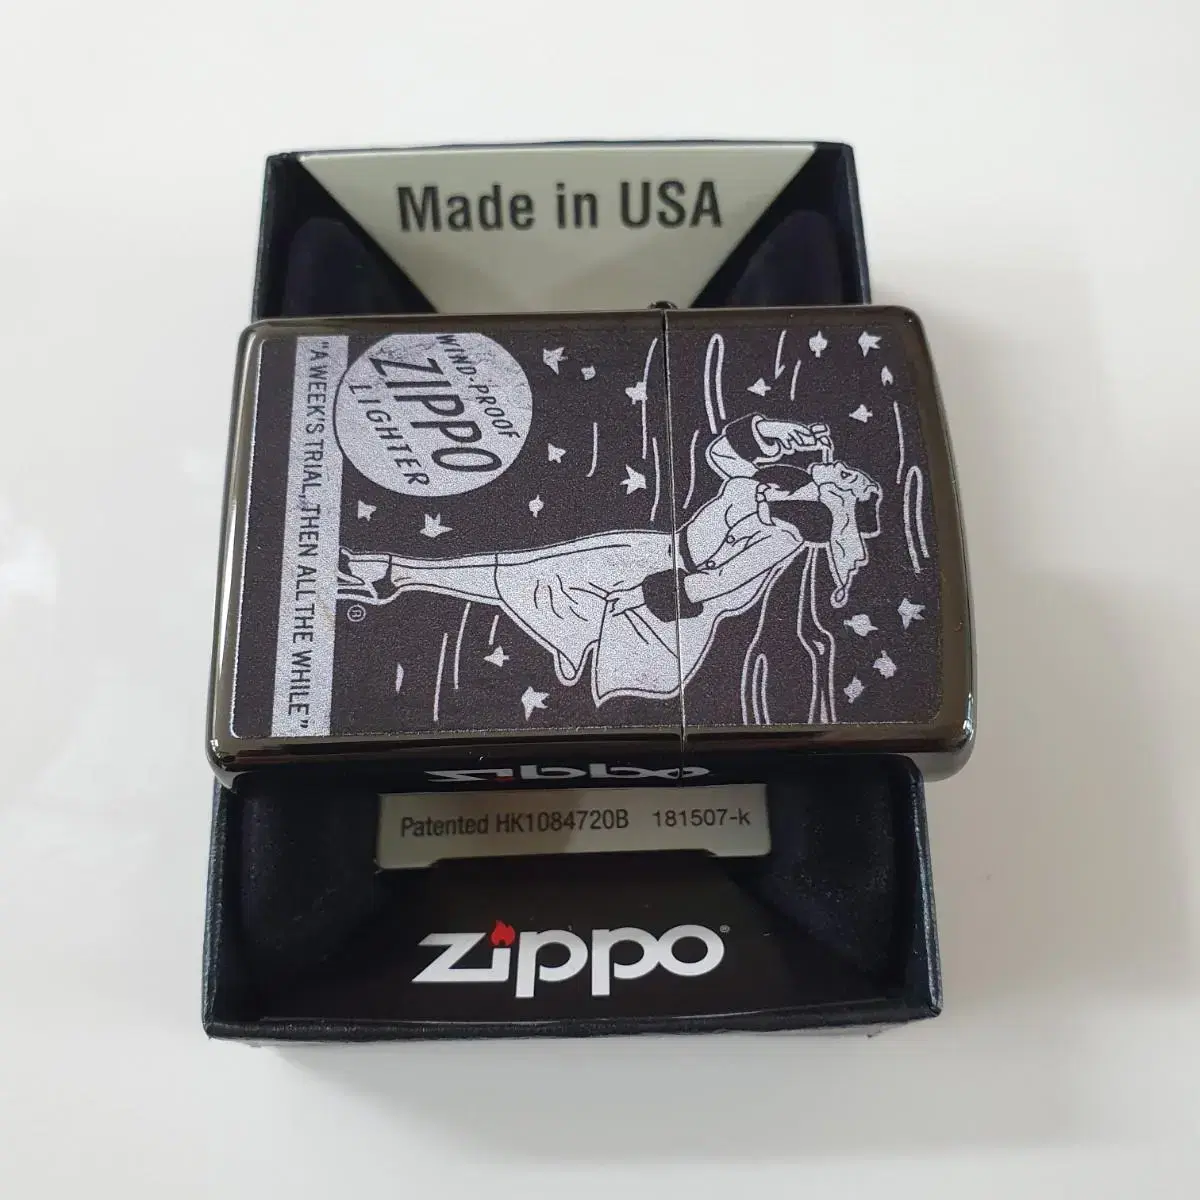 Made in USA
WIND-PROOF
ZIPPO
LIGHTER
"A WEEK'S TRIAL, THEN ALL THE WHILE"
®
zippo
Patented HK1084720B 181507-k
zippo®